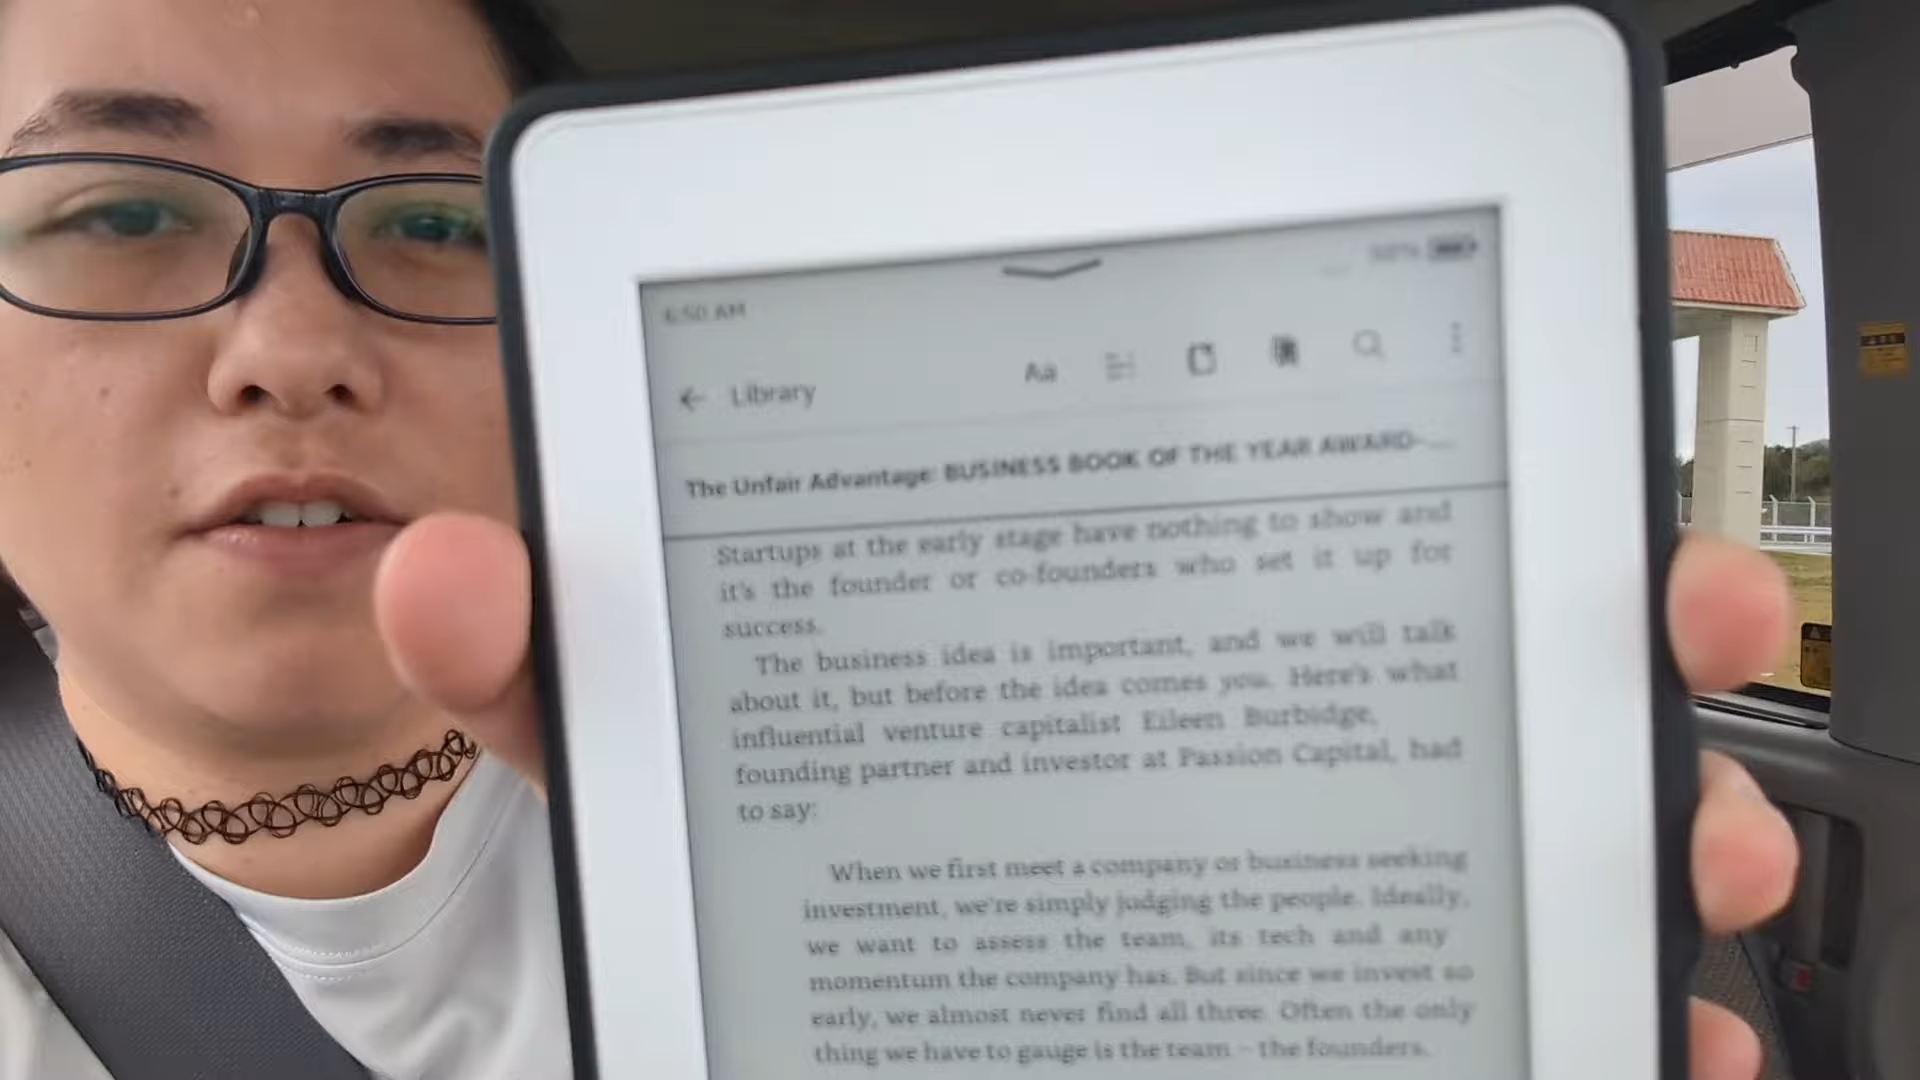 6:50 AM
Library
Aa
The Unfair Advantage: BUSINESS BOOK OF THE YEAR AWARD-...
Startups at the early stage have nothing to show and
it's the founder or co-founders who set it up for
success.
The business idea is important, and we will talk
about it, but before the idea comes you. Here's what
influential venture capitalist Eileen Burbidge,
founding partner and investor at Passion Capital, had
to say:
When we first meet a company or business seeking
investment, we're simply judging the people. Ideally,
we want to assess the team, its tech and any
momentum the company has. But since we invest so
early, we almost never find all three. Often the only
thing we have to gauge is the team – the founders.